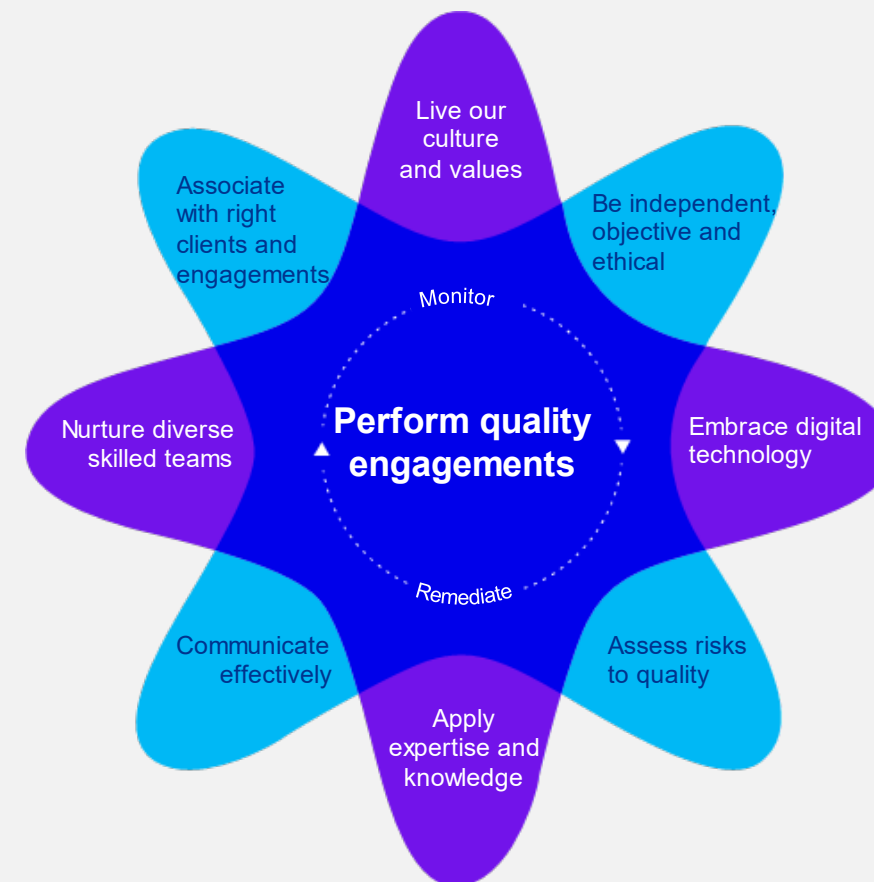 Live our
culture
and values
Associate
with right
clients and
engagements
Be independent,
objective and
ethical
Monitor
Perform quality
engagements
Nurture diverse
skilled teams
Embrace digital
technology
Remediate
Communicate
effectively
Assess risks
to quality
Apply
expertise and
knowledge